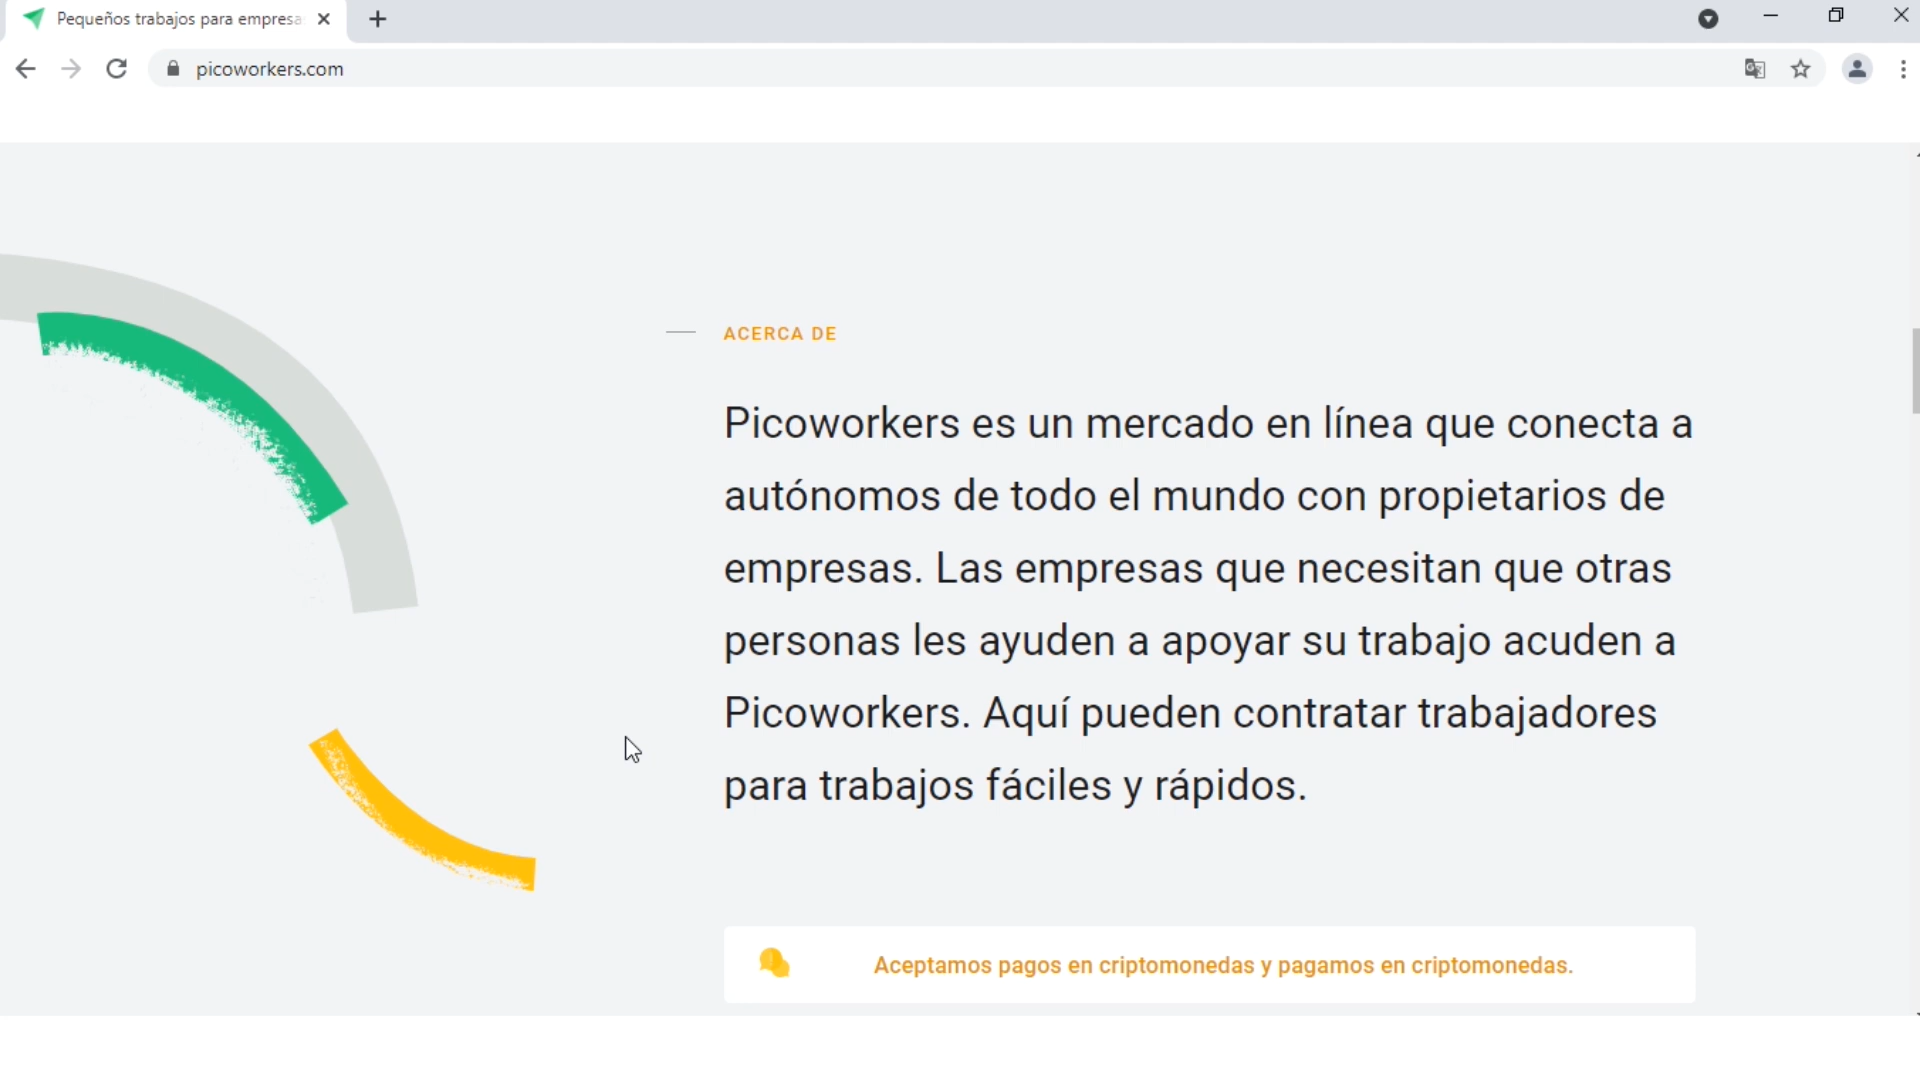 Pequeños trabajos para empresa
picoworkers.com
ACERCA DE
Picoworkers es un mercado en línea que conecta a
autónomos de todo el mundo con propietarios de
empresas. Las empresas que necesitan que otras
personas les ayuden a apoyar su trabajo acuden a
Picoworkers. Aquí pueden contratar trabajadores
para trabajos fáciles y rápidos.
Aceptamos pagos en criptomonedas y pagamos en criptomonedas.